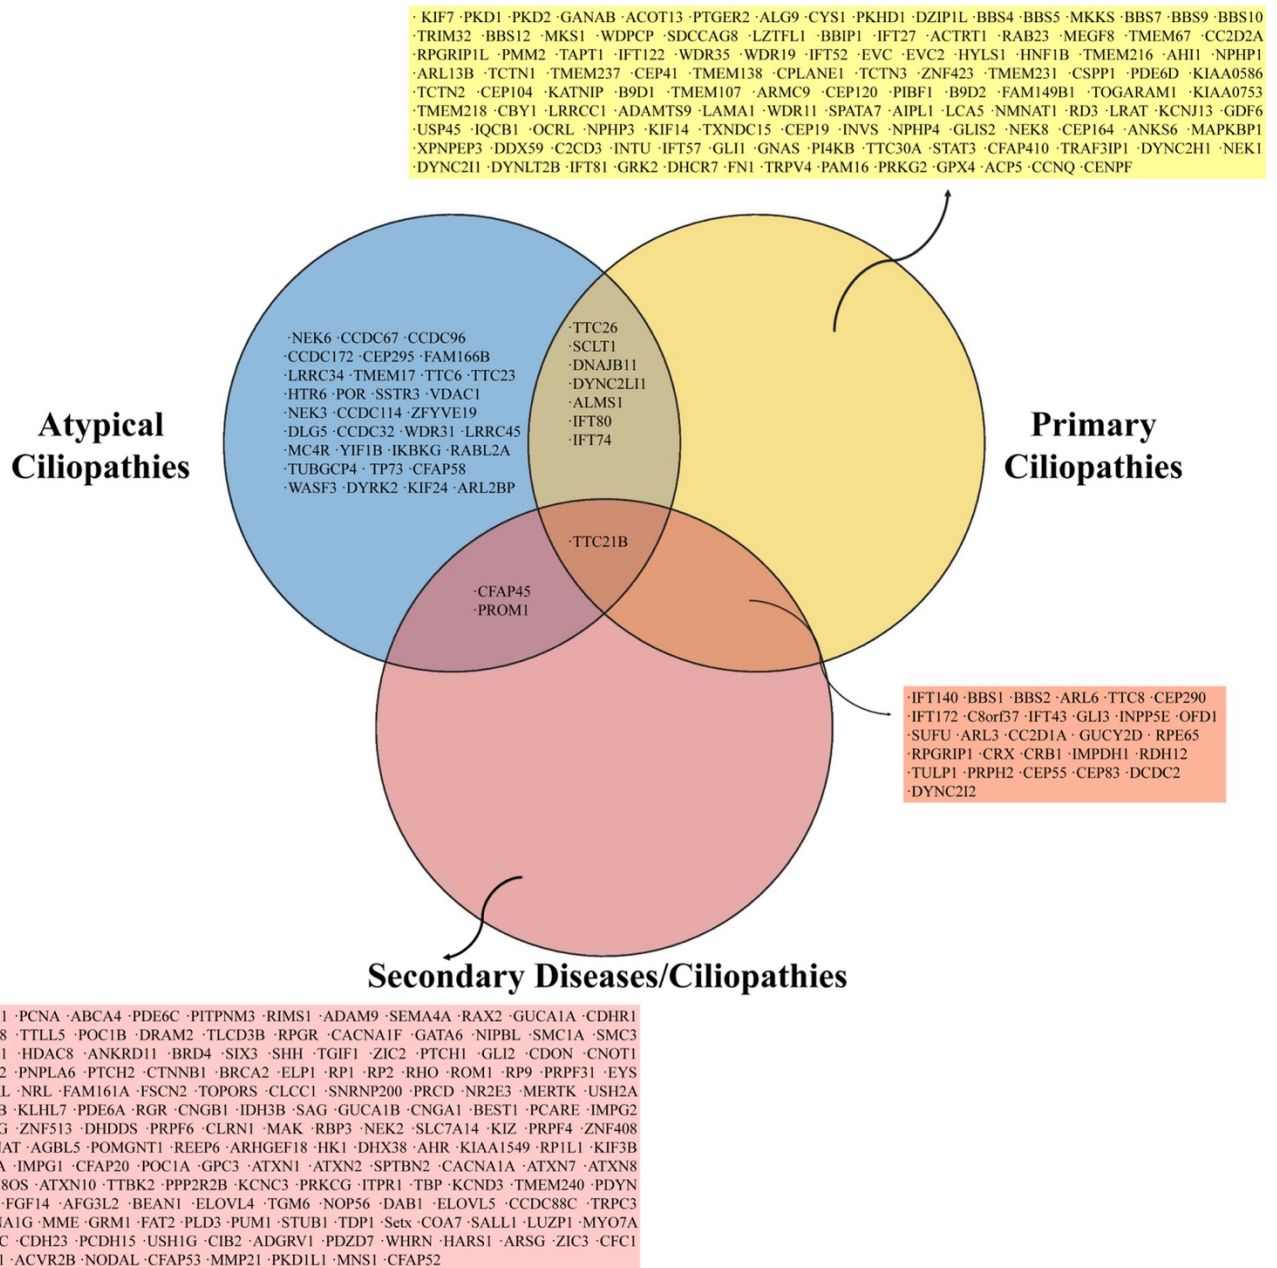 · KIF7 ·PKD1 ·PKD2 ·GANAB ·ACOT13 ·PTGER2 ·ALG9 ·CYS1 ·PKHD1 ·DZIP1L ·BBS4 ·BBS5 ·MKKS ·BBS7 ·BBS9 ·BBS10
·TRIM32 ·BBS12 ·MKS1 ·WDPCP ·SDCCAG8 ·LZTFL1 ·BBIP1 ·IFT27 ·ACTRT1 ·RAB23 ·MEGF8 ·TMEM67 ·CC2D2A
·RPGRIP1L ·PMM2 ·TAPT1 ·IFT122 ·WDR35 ·WDR19 ·IFT52 ·EVC ·EVC2 ·HYLS1 ·HNF1B ·TMEM216 ·AHI1 ·NPHP1
·ARL13B ·TCTN1 ·TMEM237 ·CEP41 ·TMEM138 ·CPLANE1 ·TCTN3 ·ZNF423 ·TMEM231 ·CSPP1 ·PDE6D ·KIAA0586
·TCTN2 ·CEP104 ·KATNIP ·B9D1 ·TMEM107 ·ARMC9 ·CEP120 ·PIBF1 ·B9D2 ·FAM149B1 ·TOGARAM1 ·KIAA0753
·TMEM218 ·CBY1 ·LRRCC1 ·ADAMTS9 ·LAMA1 ·WDR11 ·SPATA7 ·AIPL1 ·LCA5 ·NMNAT1 ·RD3 ·LRAT ·KCNJ13 ·GDF6
·USP45 ·IQCB1 ·OCRL ·NPHP3 ·KIF14 ·TXNDC15 ·CEP19 ·INVS ·NPHP4 ·GLIS2 ·NEK8 ·CEP164 ·ANKS6 ·MAPKBP1
·XPNPEP3 ·DDX59 ·C2CD3 ·INTU ·IFT57 ·GLI1 ·GNAS ·PI4KB ·TTC30A ·STAT3 ·CFAP410 ·TRAF3IP1 ·DYNC2H1 ·NEK1
·DYNC2I1 ·DYNLT2B ·IFT81 ·GRK2 ·DHCR7 ·FN1 ·TRPV4 ·PAM16 ·PRKG2 ·GPX4 ·ACP5 ·CCNQ ·CENPF
Atypical
Ciliopathies
·NEK6 ·CCDC67 ·CCDC96
·CCDC172 ·CEP295 ·FAM166B
·LRRC34 ·TMEM17 ·TTC6 ·TTC23
·HTR6 ·POR ·SSTR3 ·VDAC1
·NEK3 ·CCDC114 ·ZFYVE19
·DLG5 ·CCDC32 ·WDR31 ·LRRC45
·MC4R ·YIF1B ·IKBKG ·RABL2A
·TUBGCP4 · TP73 ·CFAP58
·WASF3 ·DYRK2 ·KIF24 ·ARL2BP
·TTC26
·SCLT1
·DNAJB11
·DYNC2LI1
·ALMS1
·IFT80
·IFT74
Primary
Ciliopathies
·TTC21B
·CFAP45
·PROM1
·IFT140 ·BBS1 ·BBS2 ·ARL6 ·TTC8 ·CEP290
·IFT172 ·C8orf37 ·IFT43 ·GLI3 ·INPP5E ·OFD1
·SUFU ·ARL3 ·CC2D1A · GUCY2D · RPE65
·RPGRIP1 ·CRX ·CRB1 ·IMPDH1 ·RDH12
·TULP1 ·PRPH2 ·CEP55 ·CEP83 ·DCDC2
·DYNC2I2
Secondary Diseases/Ciliopathies
1 ·PCNA ·ABCA4 ·PDE6C ·PITPNM3 ·RIMS1 ·ADAM9 ·SEMA4A ·RAX2 ·GUCA1A ·CDHR1
8 ·TTLL5 ·POC1B ·DRAM2 ·TLCD3B ·RPGR ·CACNA1F ·GATA6 ·NIPBL ·SMC1A ·SMC3
1 ·HDAC8 ·ANKRD11 ·BRD4 ·SIX3 ·SHH ·TGIF1 ·ZIC2 ·PTCH1 ·GLI2 ·CDON ·CNOT1
2 ·PNPLA6 ·PTCH2 ·CTNNB1 ·BRCA2 ·ELP1 ·RP1 ·RP2 ·RHO ·ROM1 ·RP9 ·PRPF31 ·EYS
L ·NRL ·FAM161A ·FSCN2 ·TOPORS ·CLCC1 ·SNRNP200 ·PRCD ·NR2E3 ·MERTK ·USH2A
B ·KLHL7 ·PDE6A ·RGR ·CNGB1 ·IDH3B ·SAG ·GUCA1B ·CNGA1 ·BEST1 ·PCARE ·IMPG2
G ·ZNF513 ·DHDDS ·PRPF6 ·CLRN1 ·MAK ·RBP3 ·NEK2 ·SLC7A14 ·KIZ ·PRPF4 ·ZNF408
NAT ·AGBL5 ·POMGNT1 ·REEP6 ·ARHGEF18 ·HK1 ·DHX38 ·AHR ·KIAA1549 ·RP1L1 ·KIF3B
A ·IMPG1 ·CFAP20 ·POC1A ·GPC3 ·ATXN1 ·ATXN2 ·SPTBN2 ·CACNA1A ·ATXN7 ·ATXN8
8OS ·ATXN10 ·TTBK2 ·PPP2R2B ·KCNC3 ·PRKCG ·ITPR1 ·TBP ·KCND3 ·TMEM240 ·PDYN
·FGF14 ·AFG3L2 ·BEAN1 ·ELOVL4 ·TGM6 ·NOP56 ·DAB1 ·ELOVL5 ·CCDC88C ·TRPC3
NA1G ·MME ·GRM1 ·FAT2 ·PLD3 ·PUM1 ·STUB1 ·TDP1 ·Setx ·COA7 ·SALL1 ·LUZP1 ·MYO7A
C ·CDH23 ·PCDH15 ·USH1G ·CIB2 ·ADGRV1 ·PDZD7 ·WHRN ·HARS1 ·ARSG ·ZIC3 ·CFC1
1 ·ACVR2B ·NODAL ·CFAP53 ·MMP21 ·PKD1L1 ·MNS1 ·CFAP52